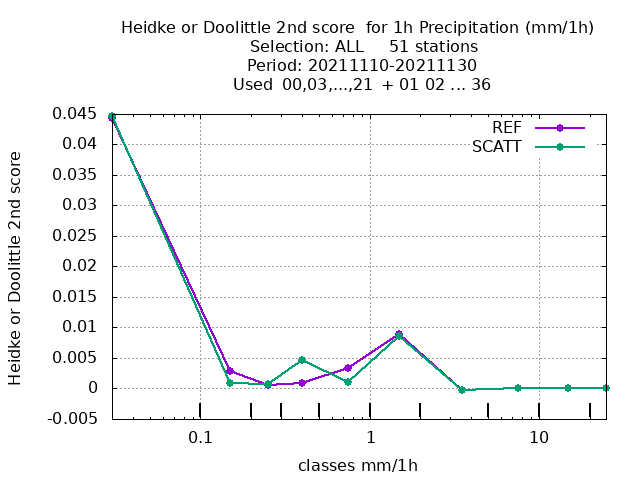 Heidke or Doolittle 2nd score  for 1h Precipitation (mm/1h)
Selection: ALL     51 stations
Period: 20211110-20211130
Used  00,03,...,21  + 01 02 ... 36
REF
SCATT
0.045
0.04
0.035
0.03
0.025
0.02
0.015
0.01
0.005
0
-0.005
Heidke or Doolittle 2nd score
0.1
1
10
classes mm/1h